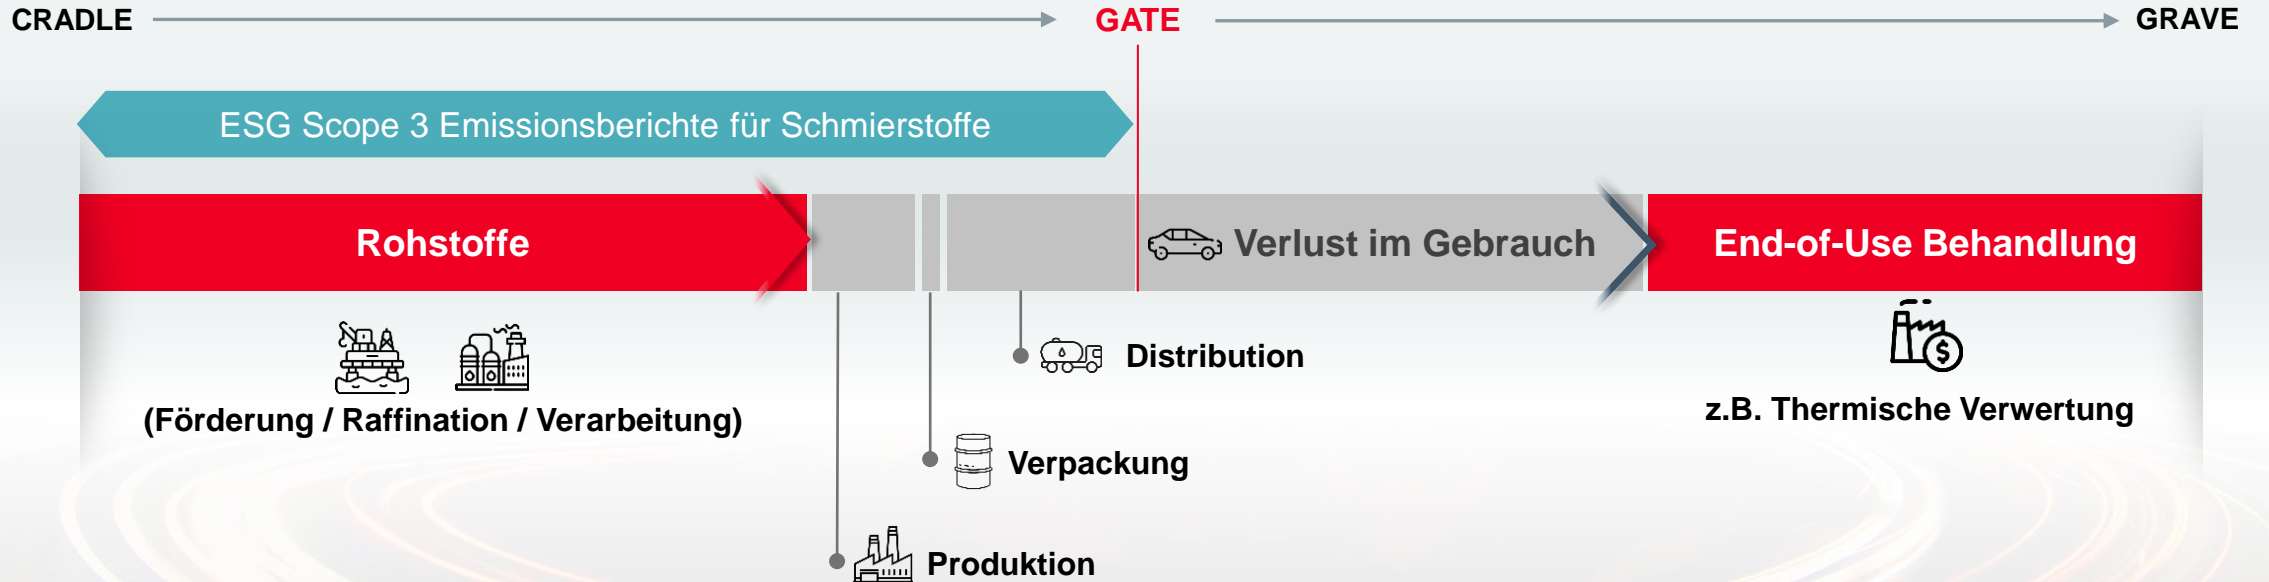 CRADLE
GATE
GRAVE
ESG Scope 3 Emissionsberichte für Schmierstoffe
Rohstoffe
Verlust im Gebrauch
End-of-Use Behandlung
$
Distribution
(Förderung / Raffination / Verarbeitung)
z.B. Thermische Verwertung
Verpackung
Produktion